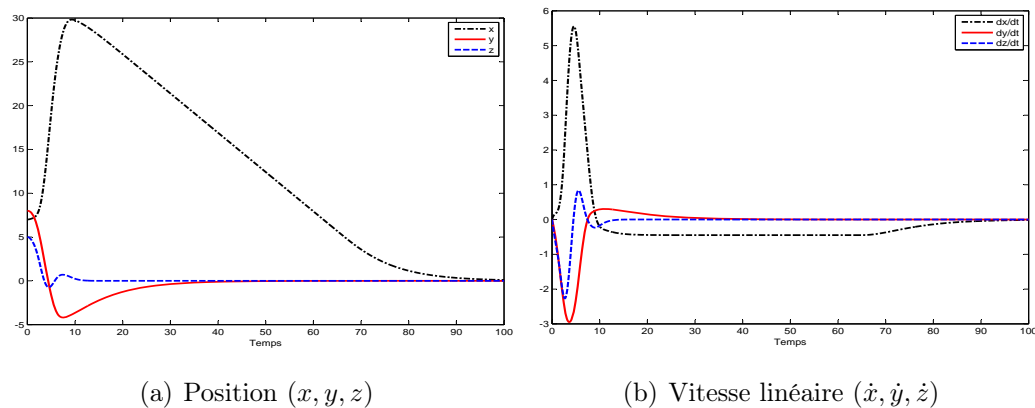 30
25
20
15
10
5
0
-5
0 10 20 30 40 50 60 70 80 90 100
Temps
x
y
z
6
5
4
3
2
1
0
-1
-2
-3
0 10 20 30 40 50 60 70 80 90 100
Temps
dx/dt
dy/dt
dz/dt
(a) Position (x, y, z)
(b) Vitesse linéaire (ẋ, ẏ, ż)